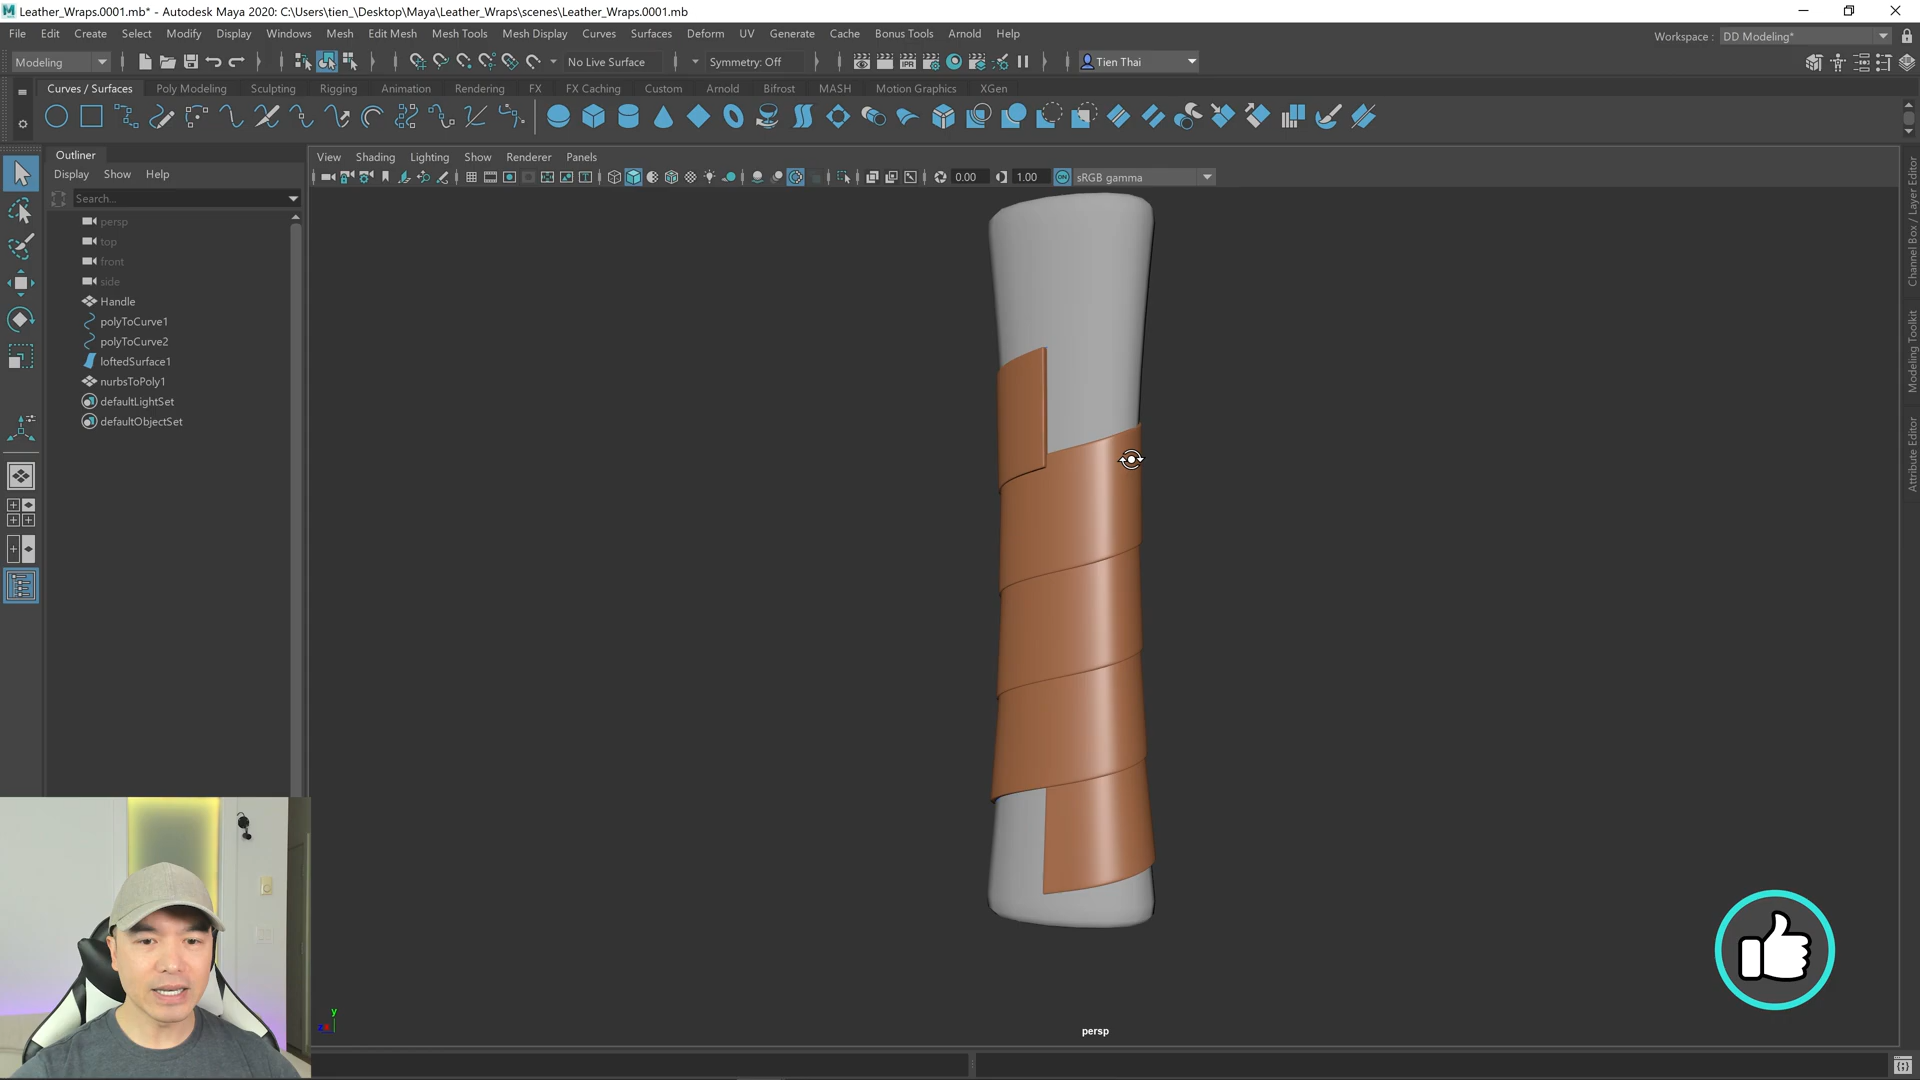 Leather_Wraps.0001.mb* - Autodesk Maya 2020: C:\Users\tien_\Desktop\Maya\Leather_Wraps\scenes\Leather_Wraps.0001.mb
File Edit Create Select Modify Display Windows Mesh Edit Mesh Mesh Tools Mesh Display Curves Surfaces Deform UV Generate Cache Bonus Tools Arnold Help
Workspace : DD Modeling*
Modeling No Live Surface Symmetry: Off Tien Thai
Curves / Surfaces Poly Modeling Sculpting Rigging Animation Rendering FX FX Caching Custom Arnold Bifrost MASH Motion Graphics XGen
Outliner
Display Show Help
Search...
persp
top
front
side
Handle
polyToCurve1
polyToCurve2
loftedSurface1
nurbsToPoly1
defaultLightSet
defaultObjectSet
View Shading Lighting Show Renderer Panels
0.00 1.00 sRGB gamma
Channel Box / Layer Editor
Modeling Toolkit
Attribute Editor
y
persp